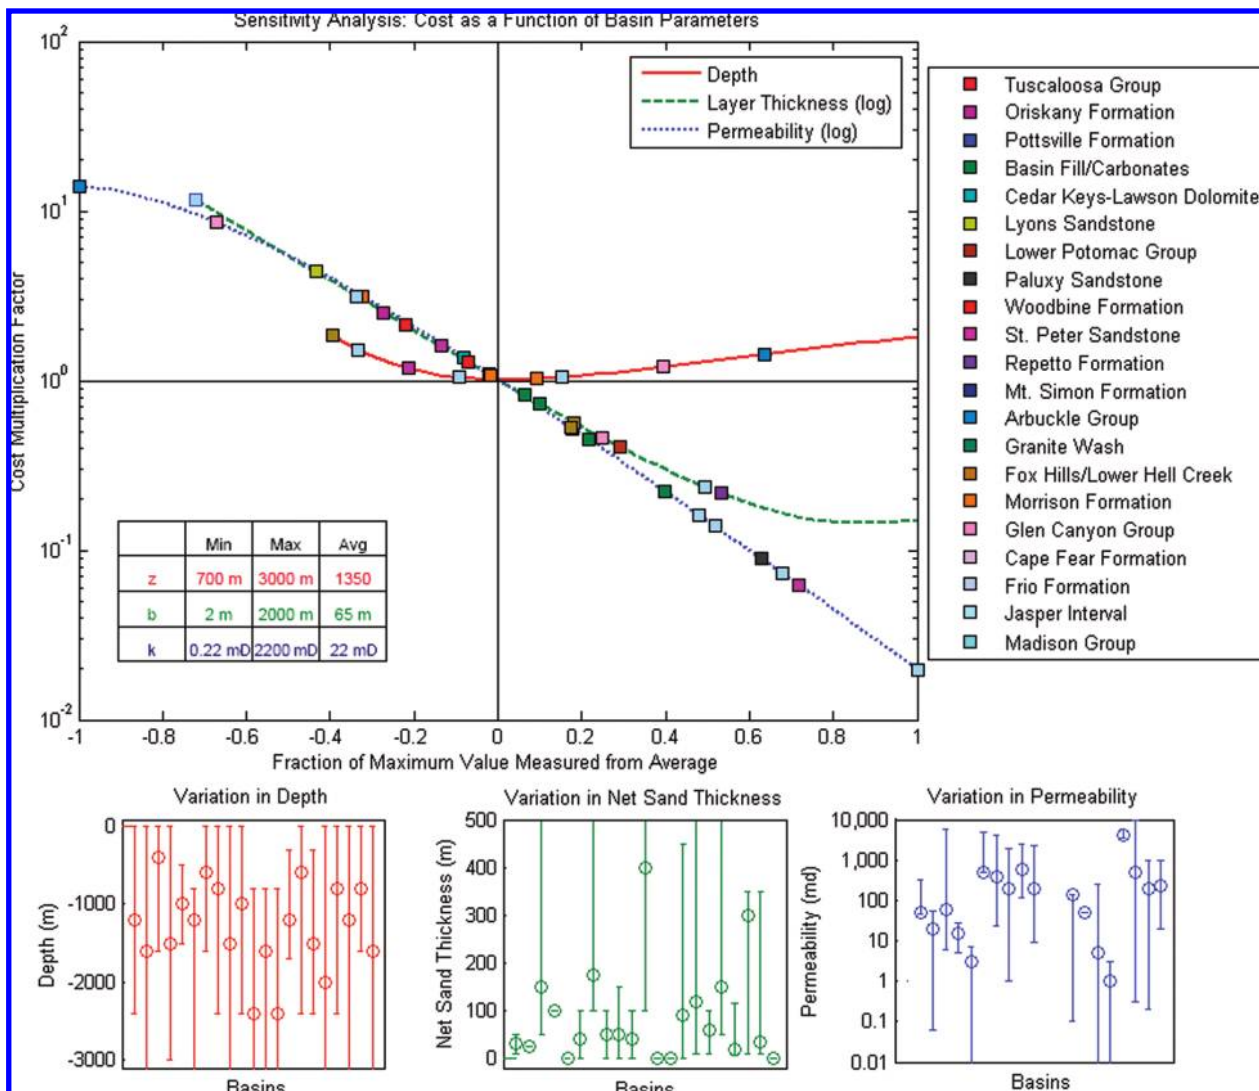 Sensitivity Analysis: Cost as a Function of Basin Parameters
10^2
10^1
10^0
10^-1
10^-2
Cost Multiplication Factor
Depth
Layer Thickness (log)
Permeability (log)
Tuscaloosa Group
Oriskany Formation
Pottsville Formation
Basin Fill/Carbonates
Cedar Keys-Lawson Dolomite
Lyons Sandstone
Lower Potomac Group
Paluxy Sandstone
Woodbine Formation
St. Peter Sandstone
Repetto Formation
Mt. Simon Formation
Arbuckle Group
Granite Wash
Fox Hills/Lower Hell Creek
Morrison Formation
Glen Canyon Group
Cape Fear Formation
Frio Formation
Jasper Interval
Madison Group
Min Max Avg
z 700 m 3000 m 1350
b 2 m 2000 m 65 m
k 0.22 mD 2200 mD 22 mD
-1 -0.8 -0.6 -0.4 -0.2 0 0.2 0.4 0.6 0.8 1
Fraction of Maximum Value Measured from Average
Variation in Depth
0
-1000
-2000
-3000
Depth (m)
Basins
Variation in Net Sand Thickness
500
400
300
200
100
0
Net Sand Thickness (m)
Basins
Variation in Permeability
10,000
1,000
100
10
1
0.1
0.01
Permeability (md)
Basins